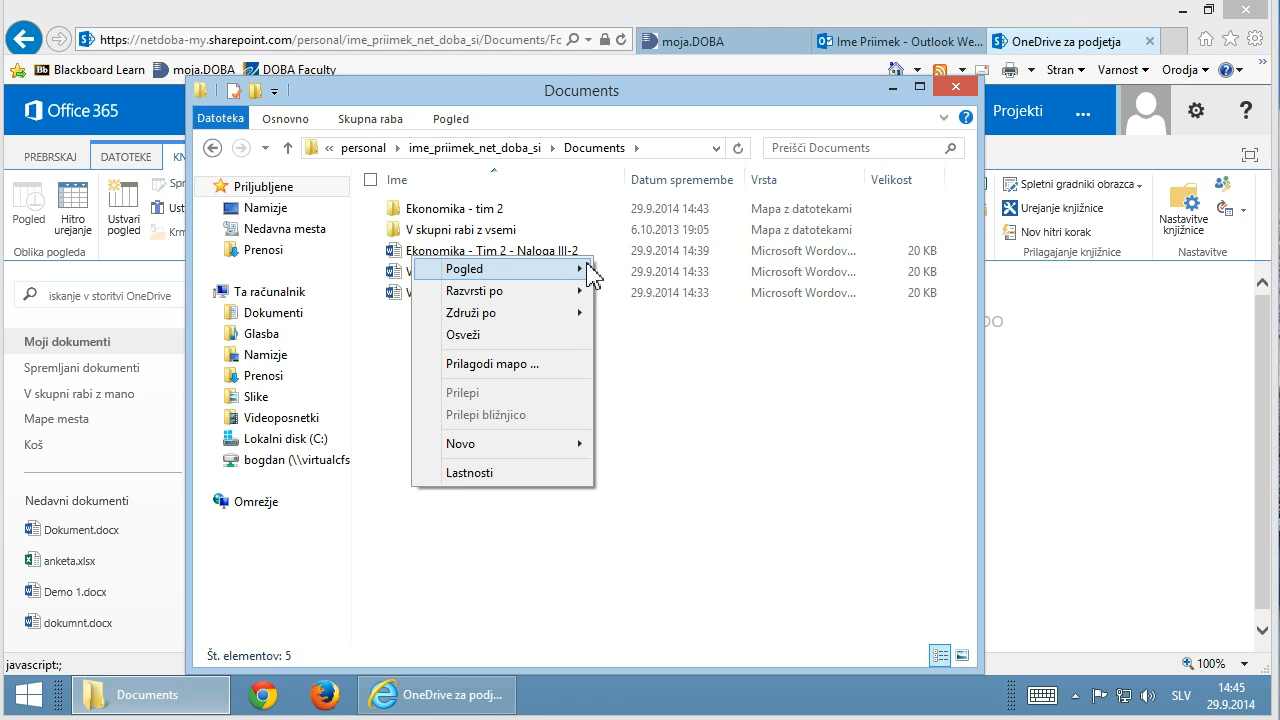 https://netdoba-my.sharepoint.com/personal/ime_priimek_net_doba_si/Documents/Fc
moja.DOBA
Ime Priimek - Outlook We...
OneDrive za podjetja
Blackboard Learn
moja.DOBA
DOBA Faculty
Stran
Varnost
Orodja
Office 365
Projekti
...
?
PREBRSKAJ
DATOTEKE
Pogled
Hitro urejanje
Ustvari pogled
Oblika pogleda
Spletni gradniki obrazca
Urejanje knjižnice
Nov hitri korak
Prilagajanje knjižnice
Nastavitve knjižnice
Nastavitve
iskanje v storitvi OneDrive
Moji dokumenti
Spremljani dokumenti
V skupni rabi z mano
Mape mesta
Koš
Nedavni dokumenti
Dokument.docx
anketa.xlsx
Demo 1.docx
dokumnt.docx
javascript:;
100%
Documents
Datoteka
Osnovno
Skupna raba
Pogled
personal
ime_priimek_net_doba_si
Documents
Preišči Documents
Ime
Datum spremembe
Vrsta
Velikost
Priljubljene
Namizje
Nedavna mesta
Prenosi
Ta računalnik
Dokumenti
Glasba
Namizje
Prenosi
Slike
Videoposnetki
Lokalni disk (C:)
bogdan (\\virtualcfs
Omrežje
Ekonomika - tim 2 29.9.2014 14:43 Mapa z datotekami
V skupni rabi z vsemi 6.10.2013 19:05 Mapa z datotekami
Ekonomika - Tim 2 - Naloga III-2 29.9.2014 14:39 Microsoft Wordov... 20 KB
29.9.2014 14:33 Microsoft Wordov... 20 KB
29.9.2014 14:33 Microsoft Wordov... 20 KB
Pogled
Razvrsti po
Združi po
Osveži
Prilagodi mapo ...
Prilepi
Prilepi bližnjico
Novo
Lastnosti
Št. elementov: 5
Documents
OneDrive za podj...
SLV
14:45
29.9.2014